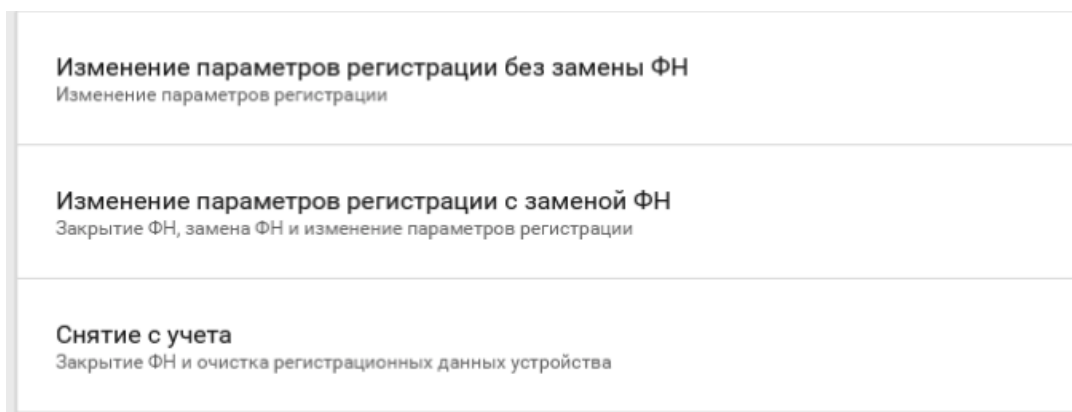 Изменение параметров регистрации без замены ФН
Изменение параметров регистрации
Изменение параметров регистрации с заменой ФН
Закрытие ФН, замена ФН и изменение параметров регистрации
Снятие с учета
Закрытие ФН и очистка регистрационных данных устройства